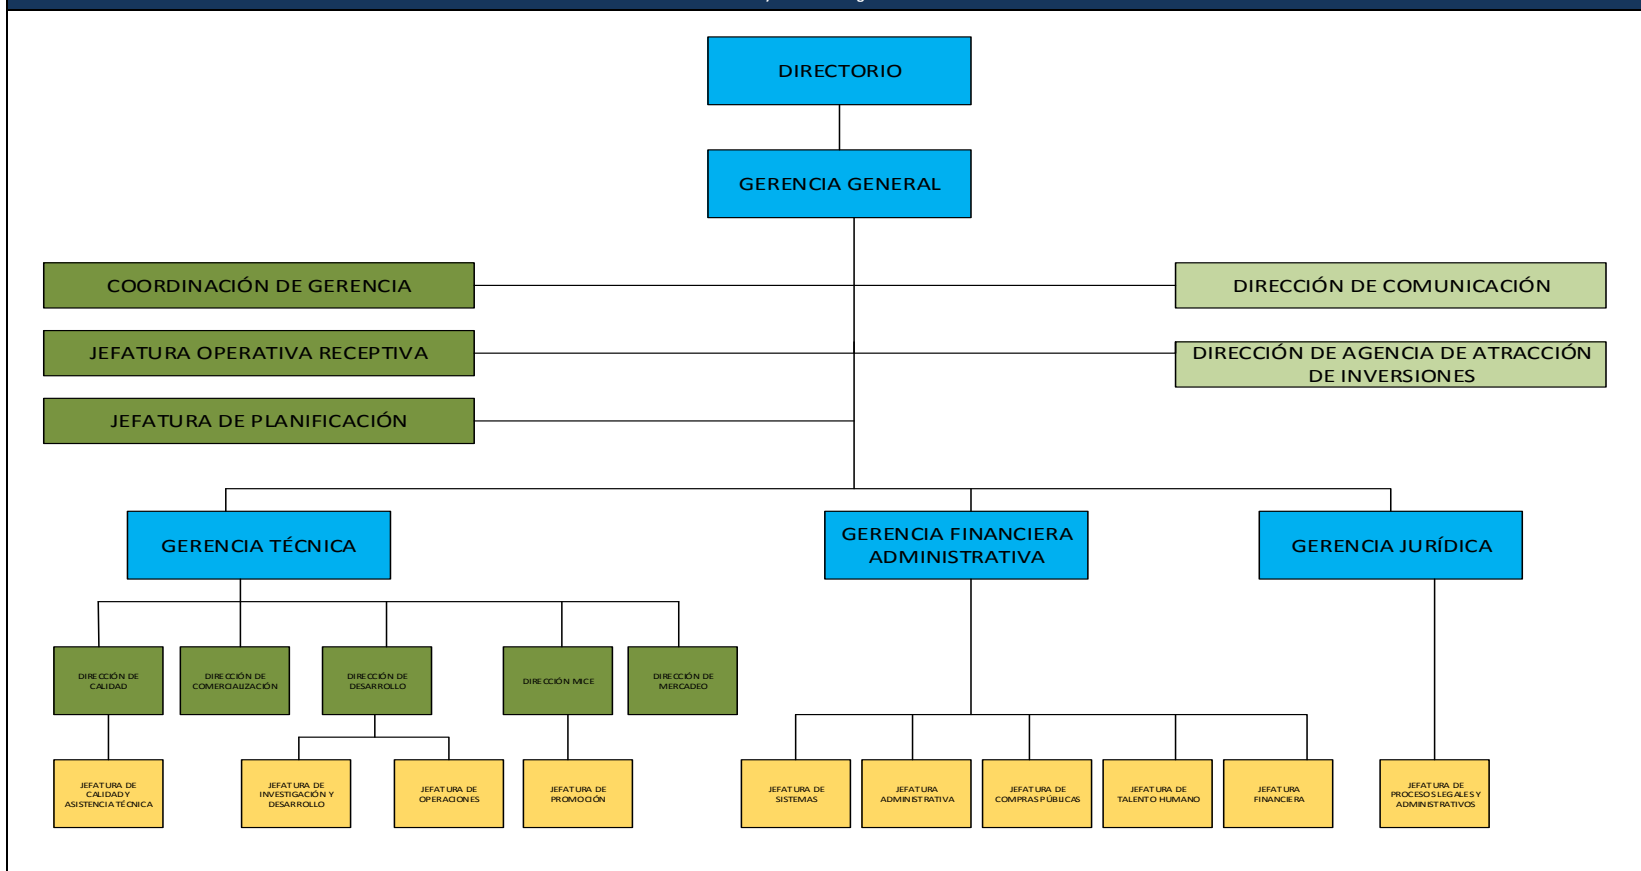 DIRECTORIO
GERENCIA GENERAL
COORDINACIÓN DE GERENCIA
DIRECCIÓN DE COMUNICACIÓN
JEFATURA OPERATIVA RECEPTIVA
DIRECCIÓN DE AGENCIA DE ATRACCIÓN
DE INVERSIONES
JEFATURA DE PLANIFICACIÓN
GERENCIA TÉCNICA
GERENCIA FINANCIERA
ADMINISTRATIVA
GERENCIA JURÍDICA
DIRECCIÓN DE
CALIDAD
DIRECCIÓN DE
COMERCIALIZACIÓN
DIRECCIÓN DE
DESARROLLO
DIRECCIÓN MICE
DIRECCIÓN DE
MERCADEO
JEFATURA DE
CALIDAD Y
ASISTENCIA TÉCNICA
JEFATURA DE
INVESTIGACIÓN Y
DESARROLLO
JEFATURA DE
OPERACIONES
JEFATURA DE
PROMOCIÓN
JEFATURA DE
SISTEMAS
JEFATURA
ADMINISTRATIVA
JEFATURA DE
COMPRAS PÚBLICAS
JEFATURA DE
TALENTO HUMANO
JEFATURA
FINANCIERA
JEFATURA DE
PROCESOS LEGALES Y
ADMINISTRATIVOS